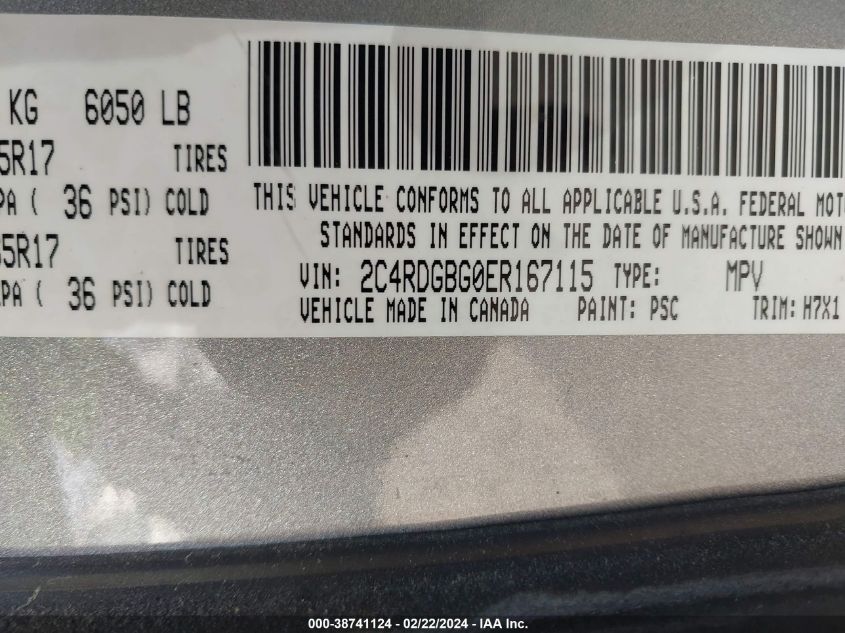 KG 6050 LB
5R17 TIRES
PA ( 36 PSI) COLD
65R17 TIRES
KPA ( 36 PSI) COLD
THIS VEHICLE CONFORMS TO ALL APPLICABLE U.S.A. FEDERAL MOTO
STANDARDS IN EFFECT ON THE DATE OF MANUFACTURE SHOWN
VIN: 2C4RDGBG0ER167115 TYPE: MPV
VEHICLE MADE IN CANADA PAINT: PSC TRIM: H7X1
000-38741124 - 02/22/2024 - IAA Inc.